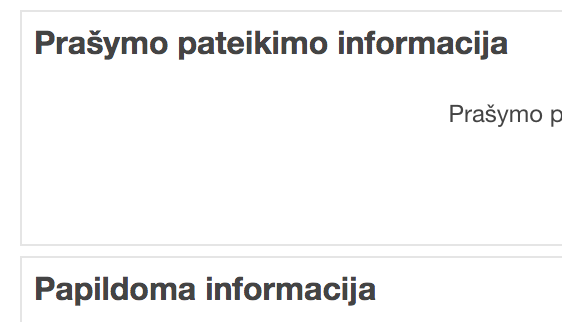 Prašymo pateikimo informacija
Prašymo
Papildoma informacija